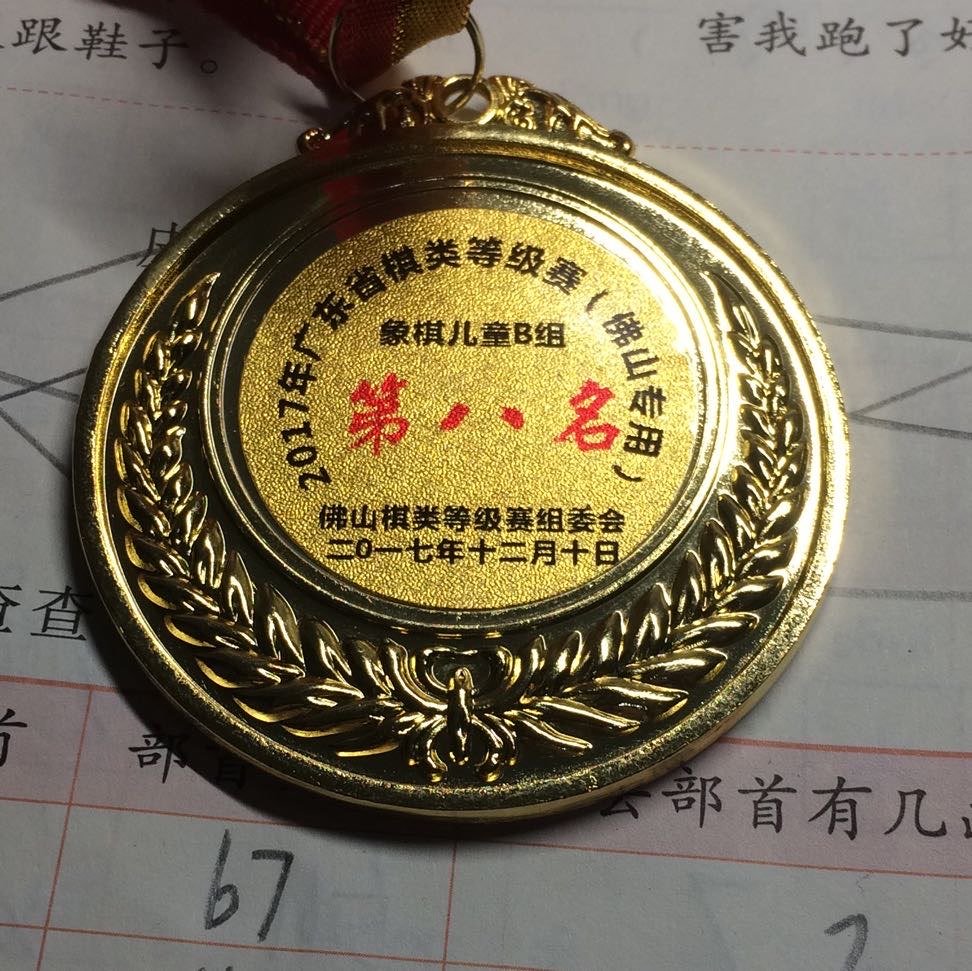 跟鞋子。
害我跑了
2017年广东省棋类等级赛(佛山专用)
象棋儿童B组
第八名
佛山棋类等级赛组委会
二0一七年十二月十日
查查
部首
部首有几
67